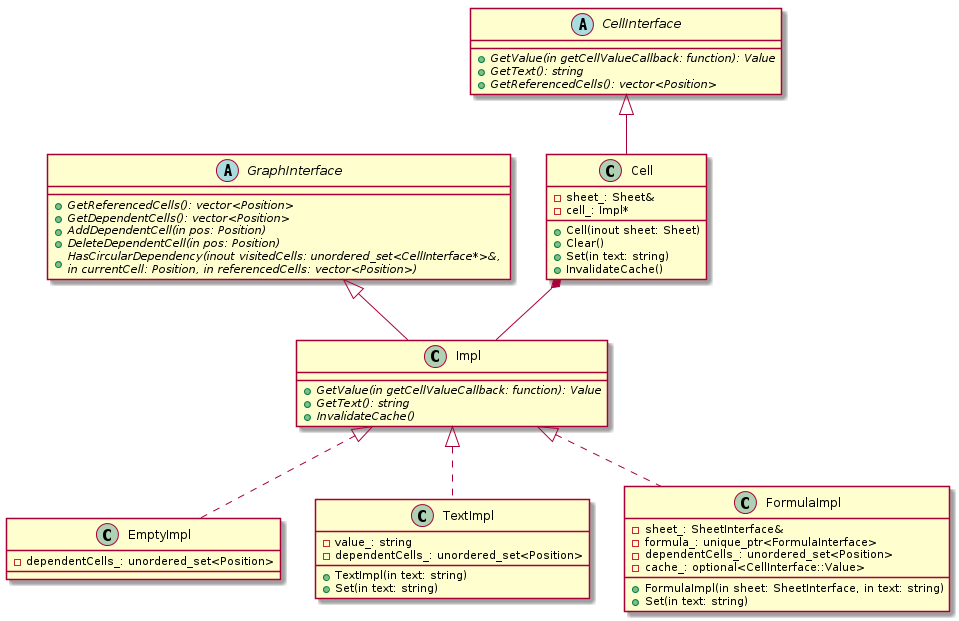 A CellInterface
GetValue(in getCellValueCallback: function): Value
GetText(): string
GetReferencedCells(): vector<Position>
A GraphInterface
GetReferencedCells(): vector<Position>
GetDependentCells(): vector<Position>
AddDependentCell(in pos: Position)
DeleteDependentCell(in pos: Position)
HasCircularDependency(inout visitedCells: unordered_set<CellInterface*>&,
in currentCell: Position, in referencedCells: vector<Position>)
C Cell
sheet_: Sheet&
cell_: Impl*
Cell(inout sheet: Sheet)
Clear()
Set(in text: string)
InvalidateCache()
C Impl
GetValue(in getCellValueCallback: function): Value
GetText(): string
InvalidateCache()
C EmptyImpl
dependentCells_: unordered_set<Position>
C TextImpl
value_: string
dependentCells_: unordered_set<Position>
TextImpl(in text: string)
Set(in text: string)
C FormulaImpl
sheet_: SheetInterface&
formula_: unique_ptr<FormulaInterface>
dependentCells_: unordered_set<Position>
cache_: optional<CellInterface::Value>
FormulaImpl(in sheet: SheetInterface, in text: string)
Set(in text: string)